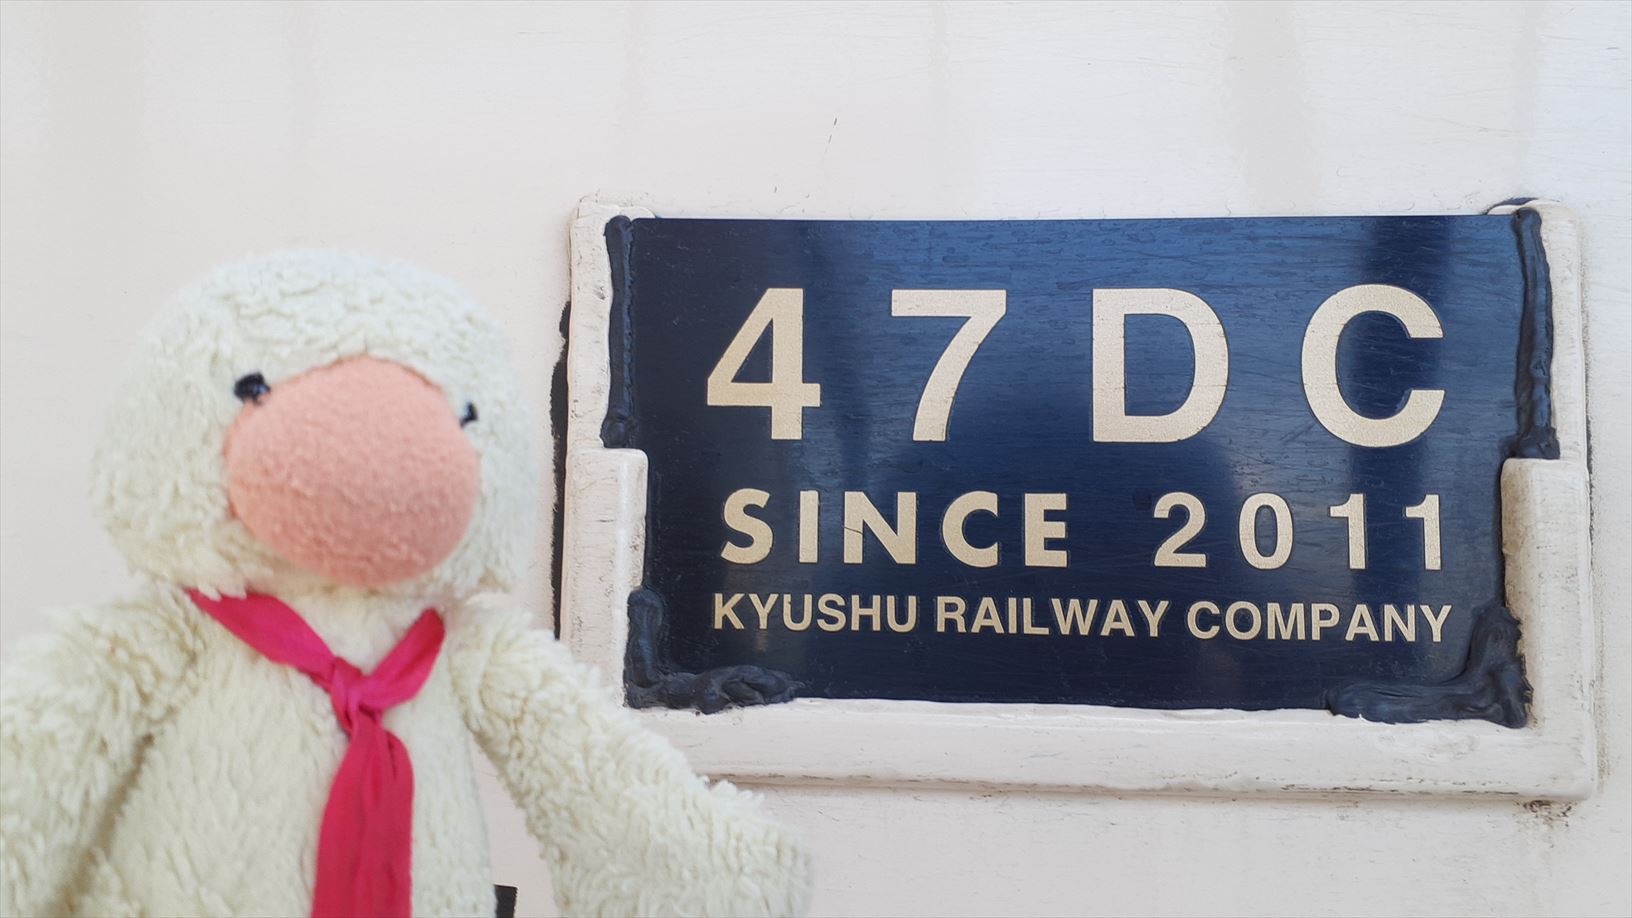 47DC
SINCE 2011
KYUSHU RAILWAY COMPANY